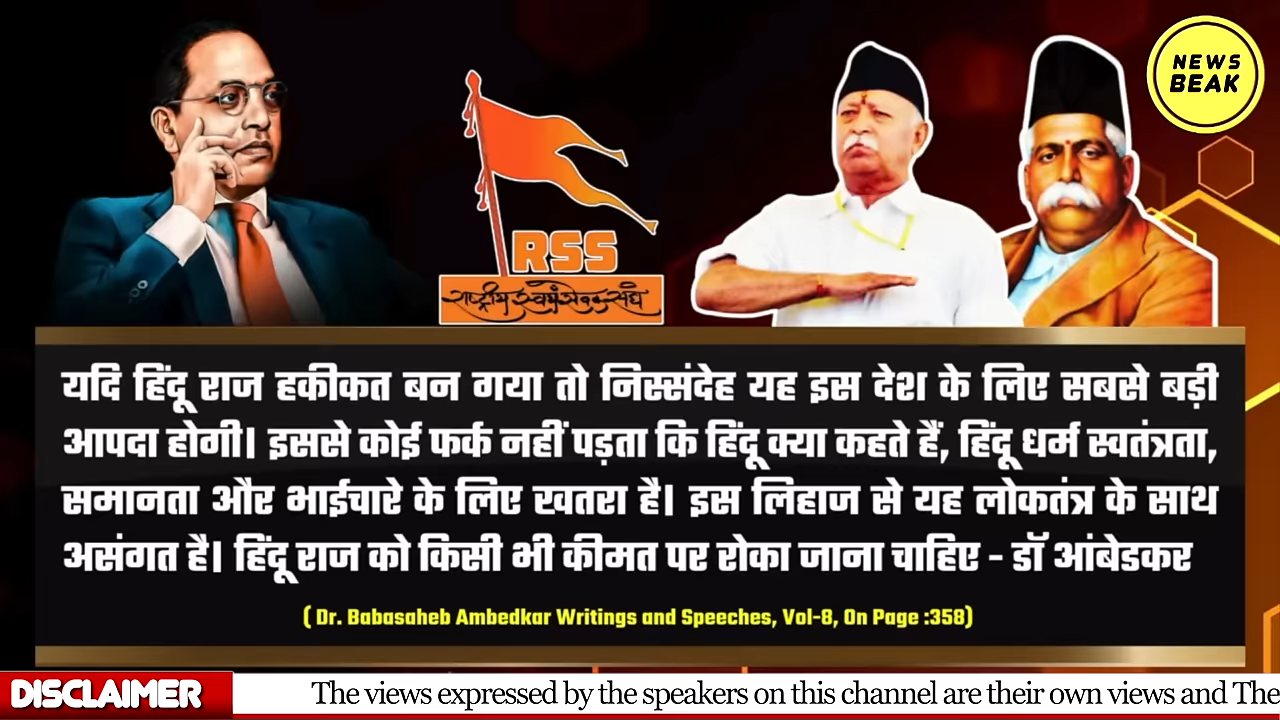 NEWS
BEAK
RSS
राष्ट्रीय स्वयंसेवक संघ
यदि हिंदू राज हकीकत बन गया तो निस्संदेह यह इस देश के लिए सबसे बड़ी
आपदा होगी। इससे कोई फर्क नहीं पड़ता कि हिंदू क्या कहते हैं, हिंदू धर्म स्वतंत्रता,
समानता और भाईचारे के लिए खतरा है। इस लिहाज से यह लोकतंत्र के साथ
असंगत है। हिंदू राज को किसी भी कीमत पर रोका जाना चाहिए - डॉ आंबेडकर
( Dr. Babasaheb Ambedkar Writings and Speeches, Vol-8, On Page :358)
DISCLAIMER The views expressed by the speakers on this channel are their own views and The